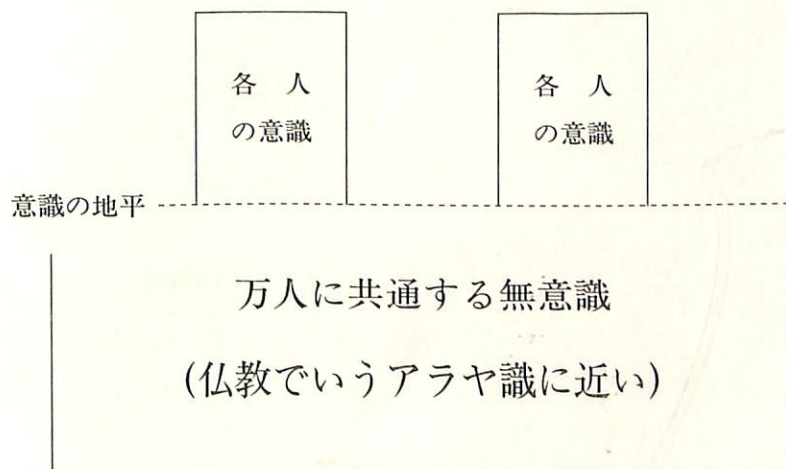 各 人
の意識
各 人
の意識
意識の地平
万人に共通する無意識
(仏教でいうアラヤ識に近い)